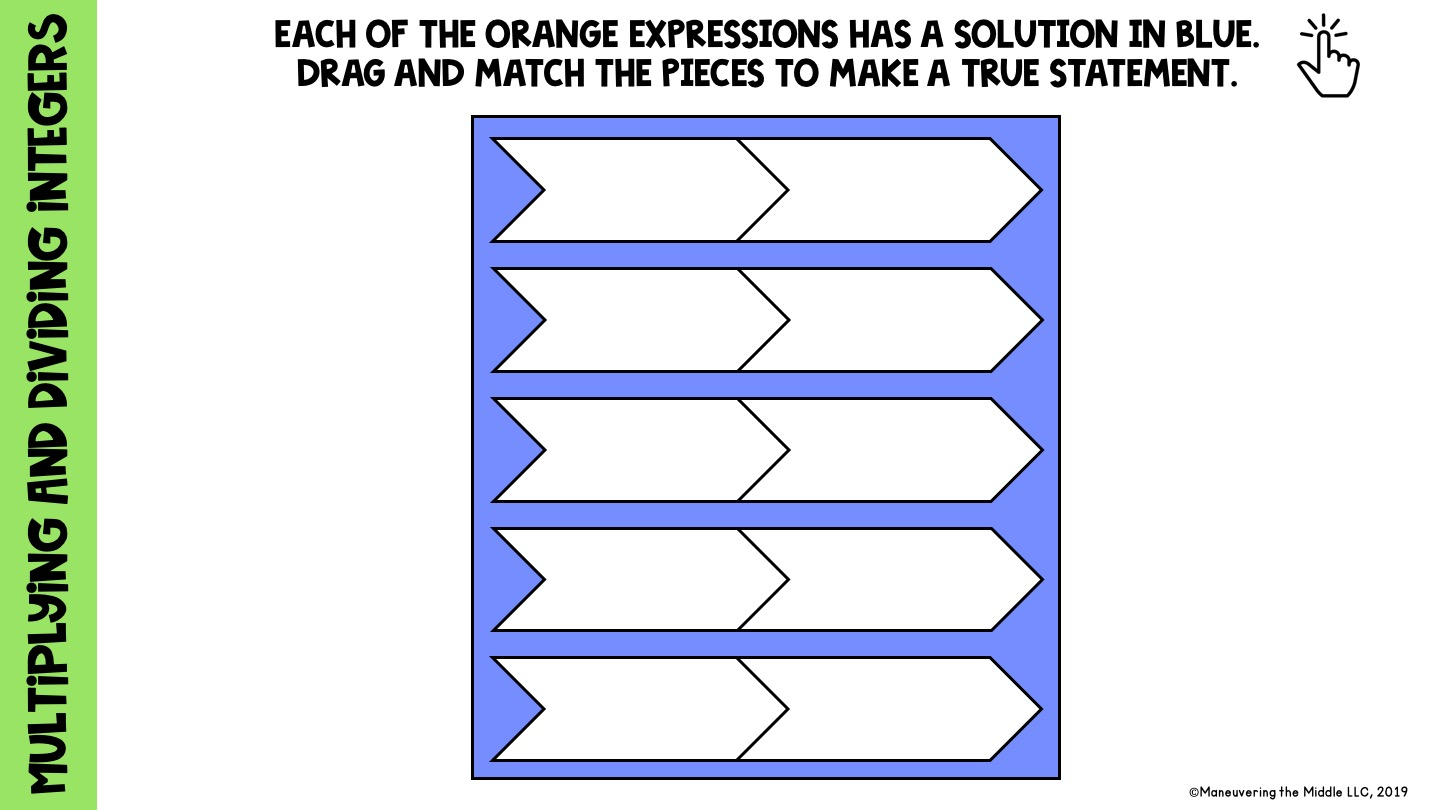 MULTIPLYING AND DIVIDING INTEGERS
EACH OF THE ORANGE EXPRESSIONS HAS A SOLUTION IN BLUE.
DRAG AND MATCH THE PIECES TO MAKE A TRUE STATEMENT.
©Maneuvering the Middle LLC, 2019